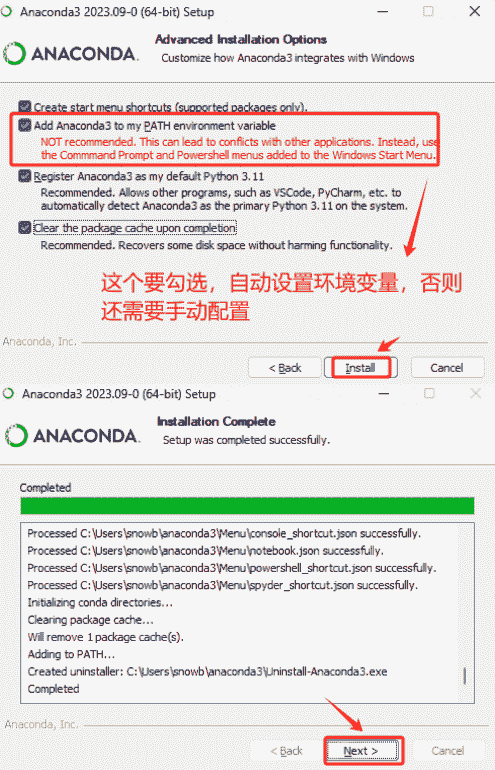 Anaconda3 2023.09-0 (64-bit) Setup
ANACONDA.
Advanced Installation Options
Customize how Anaconda3 integrates with Windows
Create start menu shortcuts (supported packages only).
Add Anaconda3 to my PATH environment variable
NOT recommended. This can lead to conflicts with other applications. Instead, use
the Commmand Prompt and Powershell menus added to the Windows Start Menu.
Register Anaconda3 as my default Python 3.11
Recommended. Allows other programs, such as VSCode, PyCharm, etc. to
automatically detect Anaconda3 as the primary Python 3.11 on the system.
Clear the package cache upon completion
Recommended. Recovers some disk space without harming functionality.
这个要勾选，自动设置环境变量，否则
还需要手动配置
Anaconda, Inc.
< Back Install Cancel
Anaconda3 2023.09-0 (64-bit) Setup
ANACONDA.
Installation Complete
Setup was completed successfully.
Completed
Processed C:\Users\snowb\anaconda3\Menu\console_shortcut.json successfully.
Processed C:\Users\snowb\anaconda3\Menu\notebook.json successfully.
Processed C:\Users\snowb\anaconda3\Menu\powershell_shortcut.json successfully.
Processed C:\Users\snowb\anaconda3\Menu\spyder_shortcut.json successfully.
Initializing conda directories...
Clearing package cache...
Will remove 1 package cache(s).
Adding to PATH...
Created uninstaller: C:\Users\snowb\anaconda3\Uninstall-Anaconda3.exe
Completed
Anaconda, Inc.
< Back Next > Cancel